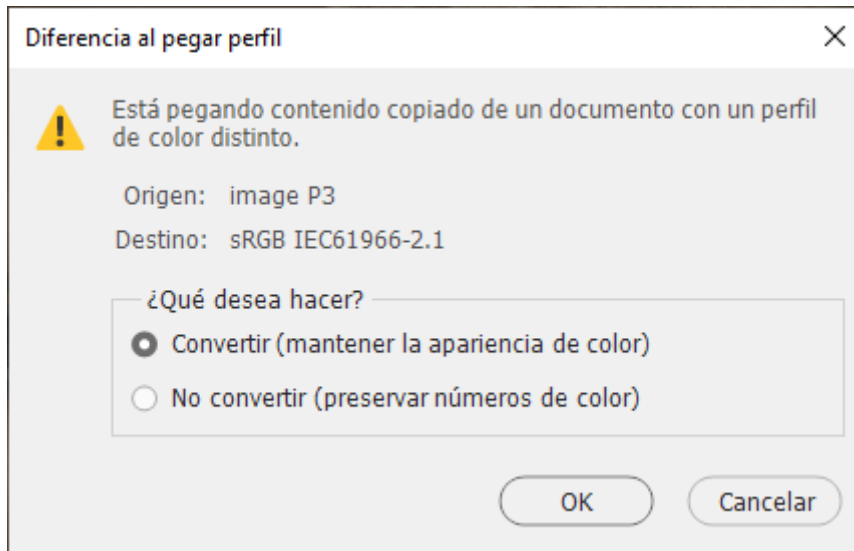 Diferencia al pegar perfil
Está pegando contenido copiado de un documento con un perfil
de color distinto.
Origen: image P3
Destino: sRGB IEC61966-2.1
¿Qué desea hacer?
Convertir (mantener la apariencia de color)
No convertir (preservar números de color)
OK Cancelar